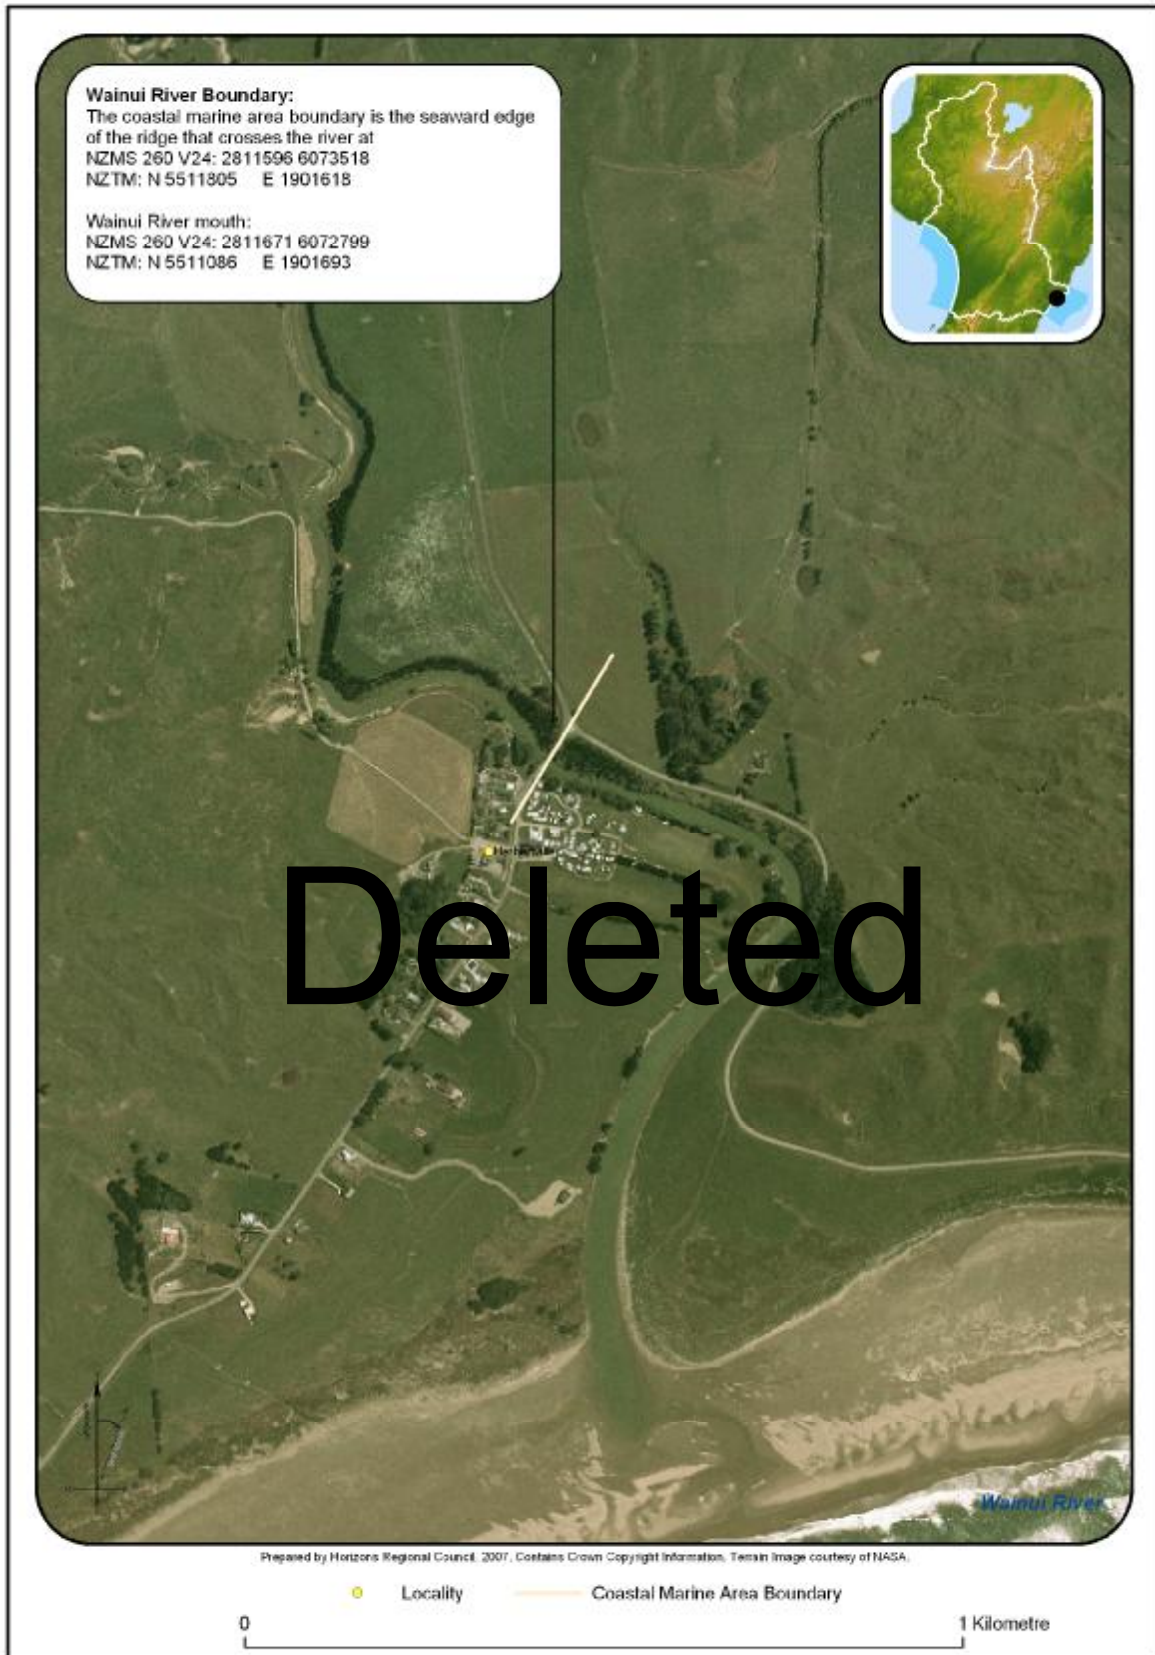 Wainui River Boundary:
The coastal marine area boundary is the seaward edge
of the ridge that crosses the river at
NZMS 260 V24: 2811596 6073518
NZTM: N 5511805 E 1901618
Wainui River mouth:
NZMS 260 V24: 2811671 6072799
NZTM: N 5511086 E 1901693
Deleted
Wainui River
Prepared by Horizons Regional Council, 2007, Contains Crown Copyright Information, Terrain Image courtesy of NASA.
Locality
Coastal Marine Area Boundary
0
1 Kilometre